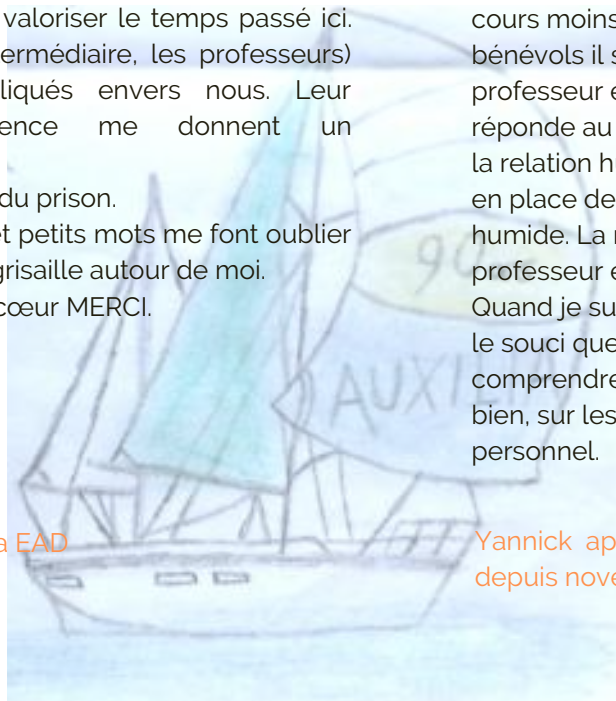 valoriser le temps passé ici.
ermédiaire, les professeurs)
liqués envers nous. Leur
ence me donnent un
du prison.
et petits mots me font oublier
grisaille autour de moi.
cœur MERCI.
a EAD
cours moins
bénévols il s
professeur e
réponde au
la relation h
en place de
humide. La r
professeur e
Quand je su
le souci que
comprendre
bien, sur les
personnel.
Yannick ap
depuis nove
90
AUXI